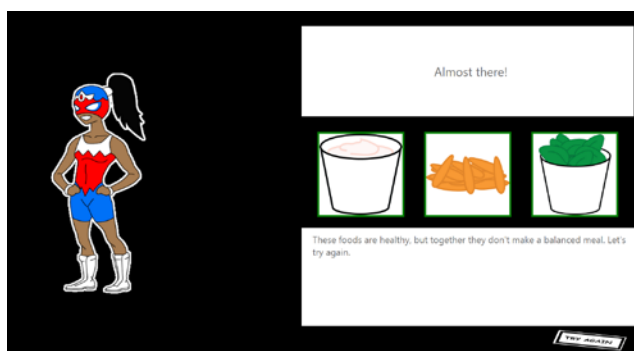 Almost there!
These foods are healthy, but together they don't make a balanced meal. Let's
try again.
TRY AGAIN